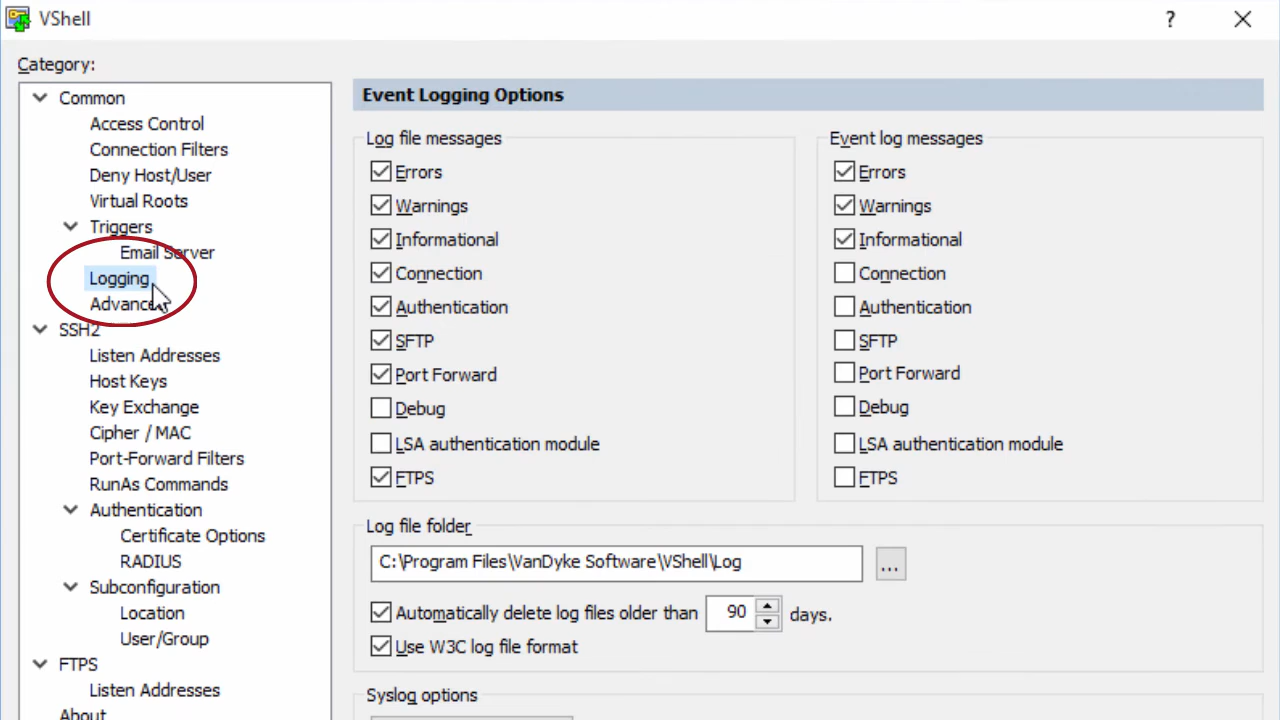 VShell
?
Category:
Common
Access Control
Connection Filters
Deny Host/User
Virtual Roots
Triggers
Email Server
Logging
Advanced
SSH2
Listen Addresses
Host Keys
Key Exchange
Cipher / MAC
Port-Forward Filters
RunAs Commands
Authentication
Certificate Options
RADIUS
Subconfiguration
Location
User/Group
FTPS
Listen Addresses
About
Event Logging Options
Log file messages
Errors
Warnings
Informational
Connection
Authentication
SFTP
Port Forward
Debug
LSA authentication module
FTPS
Event log messages
Errors
Warnings
Informational
Connection
Authentication
SFTP
Port Forward
Debug
LSA authentication module
FTPS
Log file folder
C:\Program Files\VanDyke Software\VShell\Log
...
Automatically delete log files older than 90 days.
Use W3C log file format
Syslog options